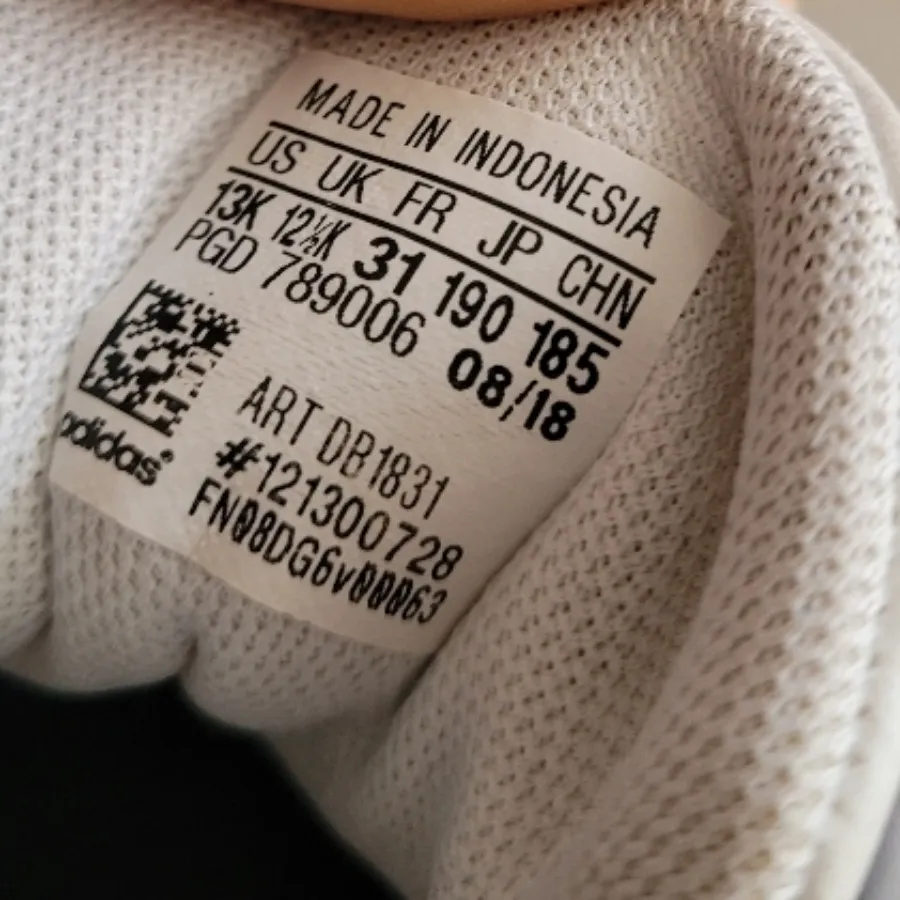 MADE IN INDONESIA
US UK FR JP CHN
13K 12½K 31 190 185
PGD 789006 08/18
ART DB1831
#121300728
FN08DG6v000063
adidas®